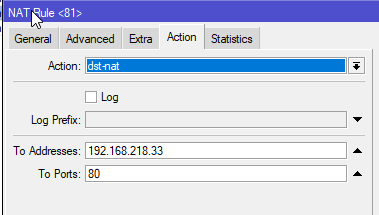 NAT Rule <81>
General Advanced Extra Action Statistics
Action: dst-nat
Log
Log Prefix:
To Addresses: 192.168.218.33
To Ports: 80